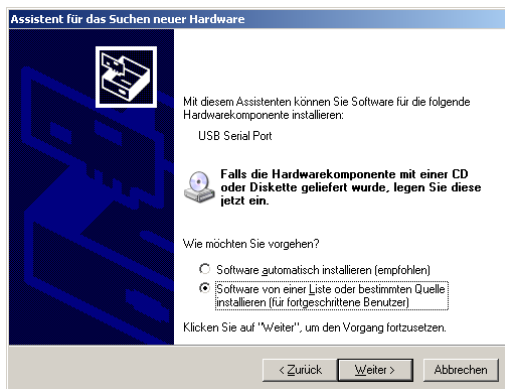 Assistent für das Suchen neuer Hardware
Mit diesem Assistenten können Sie Software für die folgende
Hardwarekomponente installieren:
USB Serial Port
Falls die Hardwarekomponente mit einer CD
oder Diskette geliefert wurde, legen Sie diese
jetzt ein.
Wie möchten Sie vorgehen?
Software automatisch installieren (empfohlen)
Software von einer Liste oder bestimmten Quelle
installieren (für fortgeschrittene Benutzer)
Klicken Sie auf "Weiter", um den Vorgang fortzusetzen.
< Zurück Weiter > Abbrechen